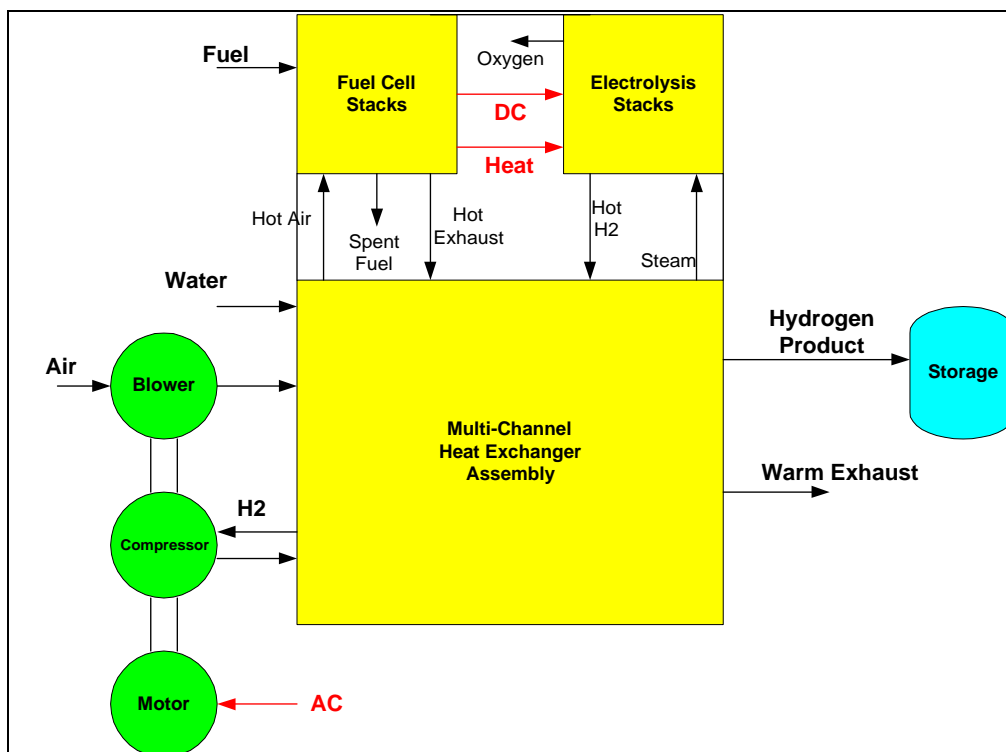 Fuel
Fuel Cell
Stacks
Oxygen
Electrolysis
Stacks
DC
Heat
Hot Air
Spent
Fuel
Hot
Exhaust
Hot
H2
Steam
Water
Air
Blower
Hydrogen
Product
Storage
Multi-Channel
Heat Exchanger
Assembly
Warm Exhaust
H2
Compressor
Motor
AC